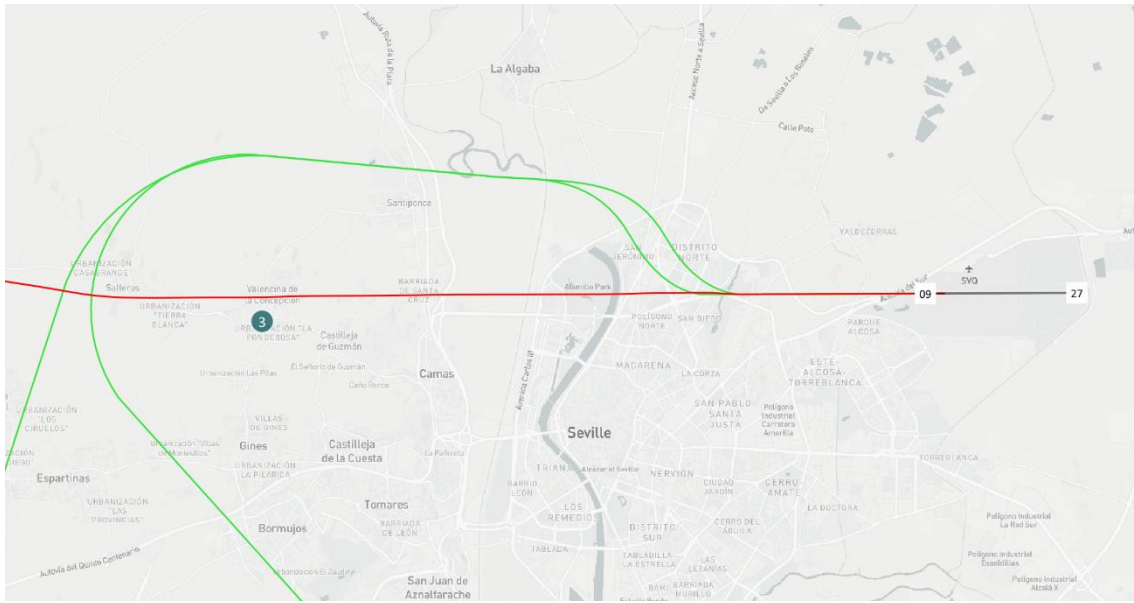 Autovía Ruta de la Plata
La Algaba
Acceso Norte a Sevilla
De Sevilla a Los Rosales
Calle Poto
Santiponce
VALDEZORRAS
SAN
JERÓNIMO
DISTRITO
NORTE
URBANIZACIÓN
CASAGRANDE"
Salteras
SVQ
Autovía del Sur
Valencina de
la Concepción
BARRIADA
DE SANTA
CRUZ
Alamillo Park
09
27
URBANIZACIÓN
"TIERRA
BLANCA"
3
URBANIZACIÓN "LA
PONDEROSA"
POLÍGONO
NORTE
SAN DIEGO
PARQUE
ALCOSA
Castilleja
de Guzmán
El Señorío de Guzmán
Urbanización Las Pilas
Caño Ronco
Camas
Avenida Carlos III
MACARENA
LA CORZA
ESTE-
ALCOSA-
TORREBLANCA
URBANIZACIÓN
"LOS
CIRUELOS"
VILLAS
DE GINES
SAN PABLO-
SANTA
JUSTA
Polígono
Industrial
Carretera
Amarilla
Urbanización "Villas
de Montevillos"
Gines
Castilleja
de la Cuesta
La Pañoleta
Seville
TORREBLANCA
Espartinas
URBANIZACIÓN
LA PILARICA
TRIANA
Alcázar of Seville
NERVIÓN
URBANIZACIÓN
"LAS
PROVINCIAS"
Tomares
BARRIO
LEÓN
CIUDAD
JARDÍN
CERRO
AMATE
LA DOCTORA
Bormujos
BARRIADA
DE LEÓN
LOS
REMEDIOS
DISTRITO
SUR
CERRO DEL
ÁGUILA
Polígono Industrial
La Red Sur
Autovía del Quinto Centenario
Urbanización El Zaudín
TABLADA
TABLADILLA
LA ESTRELLA
LAS
LETANÍAS
Polígono Industrial
Espaldillas
San Juan de
Aznalfarache
BARRIADA
MURILLO
Polígono Industrial
Alcalá X